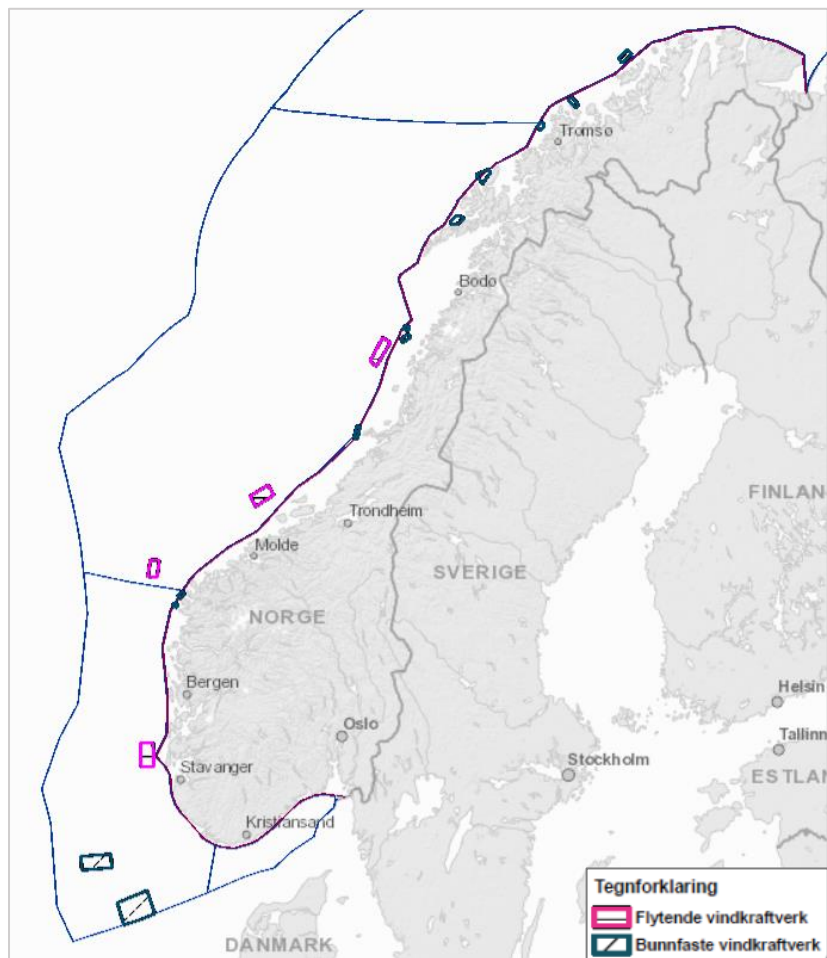 Tromsø
Bodø
FINLAN
Trondheim
Molde
SVERIGE
NORGE
Bergen
Helsin
Oslo
Tallinn
Stockholm
Stavanger
ESTLAN
Kristiansand
Tegnforklaring
Flytende vindkraftverk
DANMARK
Bunnfaste vindkraftverk